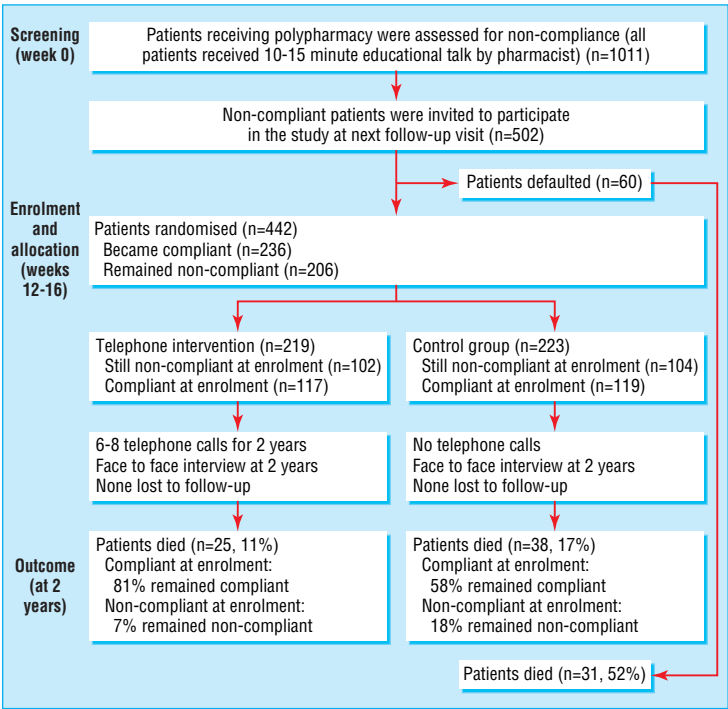 Screening
(week 0)
Patients receiving polypharmacy were assessed for non-compliance (all
patients received 10-15 minute educational talk by pharmacist) (n=1011)
Non-compliant patients were invited to participate
in the study at next follow-up visit (n=502)
Patients defaulted (n=60)
Enrolment
and
allocation
(weeks
12-16)
Patients randomised (n=442)
Became compliant (n=236)
Remained non-compliant (n=206)
Telephone intervention (n=219)
Still non-compliant at enrolment (n=102)
Compliant at enrolment (n=117)
Control group (n=223)
Still non-compliant at enrolment (n=104)
Compliant at enrolment (n=119)
6-8 telephone calls for 2 years
Face to face interview at 2 years
None lost to follow-up
No telephone calls
Face to face interview at 2 years
None lost to follow-up
Outcome
(at 2
years)
Patients died (n=25, 11%)
Compliant at enrolment:
81% remained compliant
Non-compliant at enrolment:
7% remained non-compliant
Patients died (n=38, 17%)
Compliant at enrolment:
58% remained compliant
Non-compliant at enrolment:
18% remained non-compliant
Patients died (n=31, 52%)